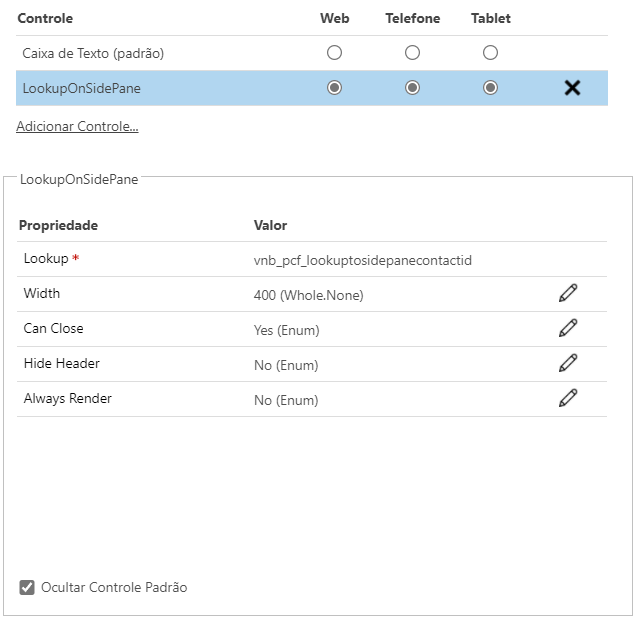 Controle Web Telefone Tablet
Caixa de Texto (padrão)
LookupOnSidePane
Adicionar Controle...
LookupOnSidePane
Propriedade Valor
Lookup * vnb_pcf_lookuptosidepanecontactid
Width 400 (Whole.None)
Can Close Yes (Enum)
Hide Header No (Enum)
Always Render No (Enum)
Ocultar Controle Padrão